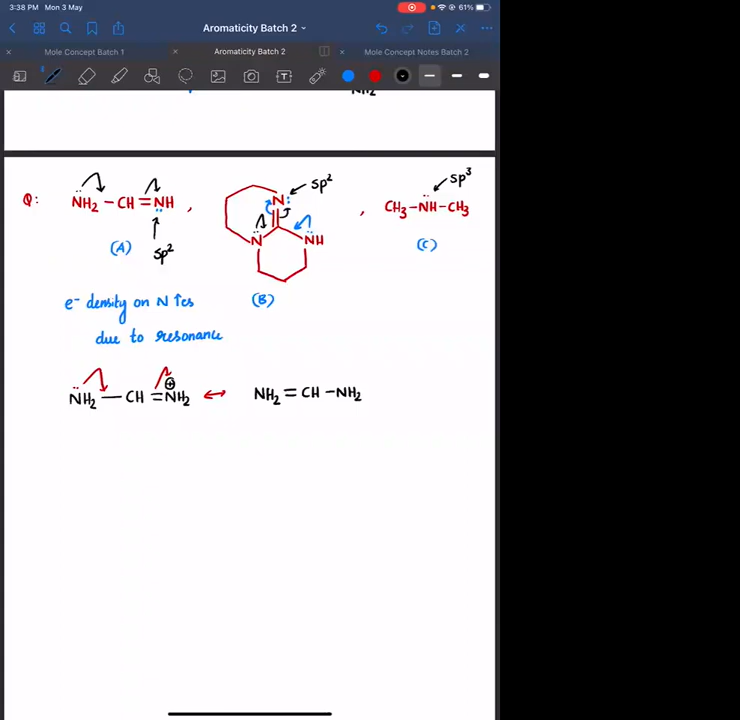 3:38 PM Mon 3 May
61%
Aromaticity Batch 2
Mole Concept Batch 1
Aromaticity Batch 2
Mole Concept Notes Batch 2
NH2
Q: NH2 - CH = NH , N N NH , CH3 - NH - CH3
sp2 sp2 sp3
(A) (B) (C)
e- density on N ↑es
due to resonance
NH2 — CH = NH2 ⊕ ↔ NH2 = CH - NH2